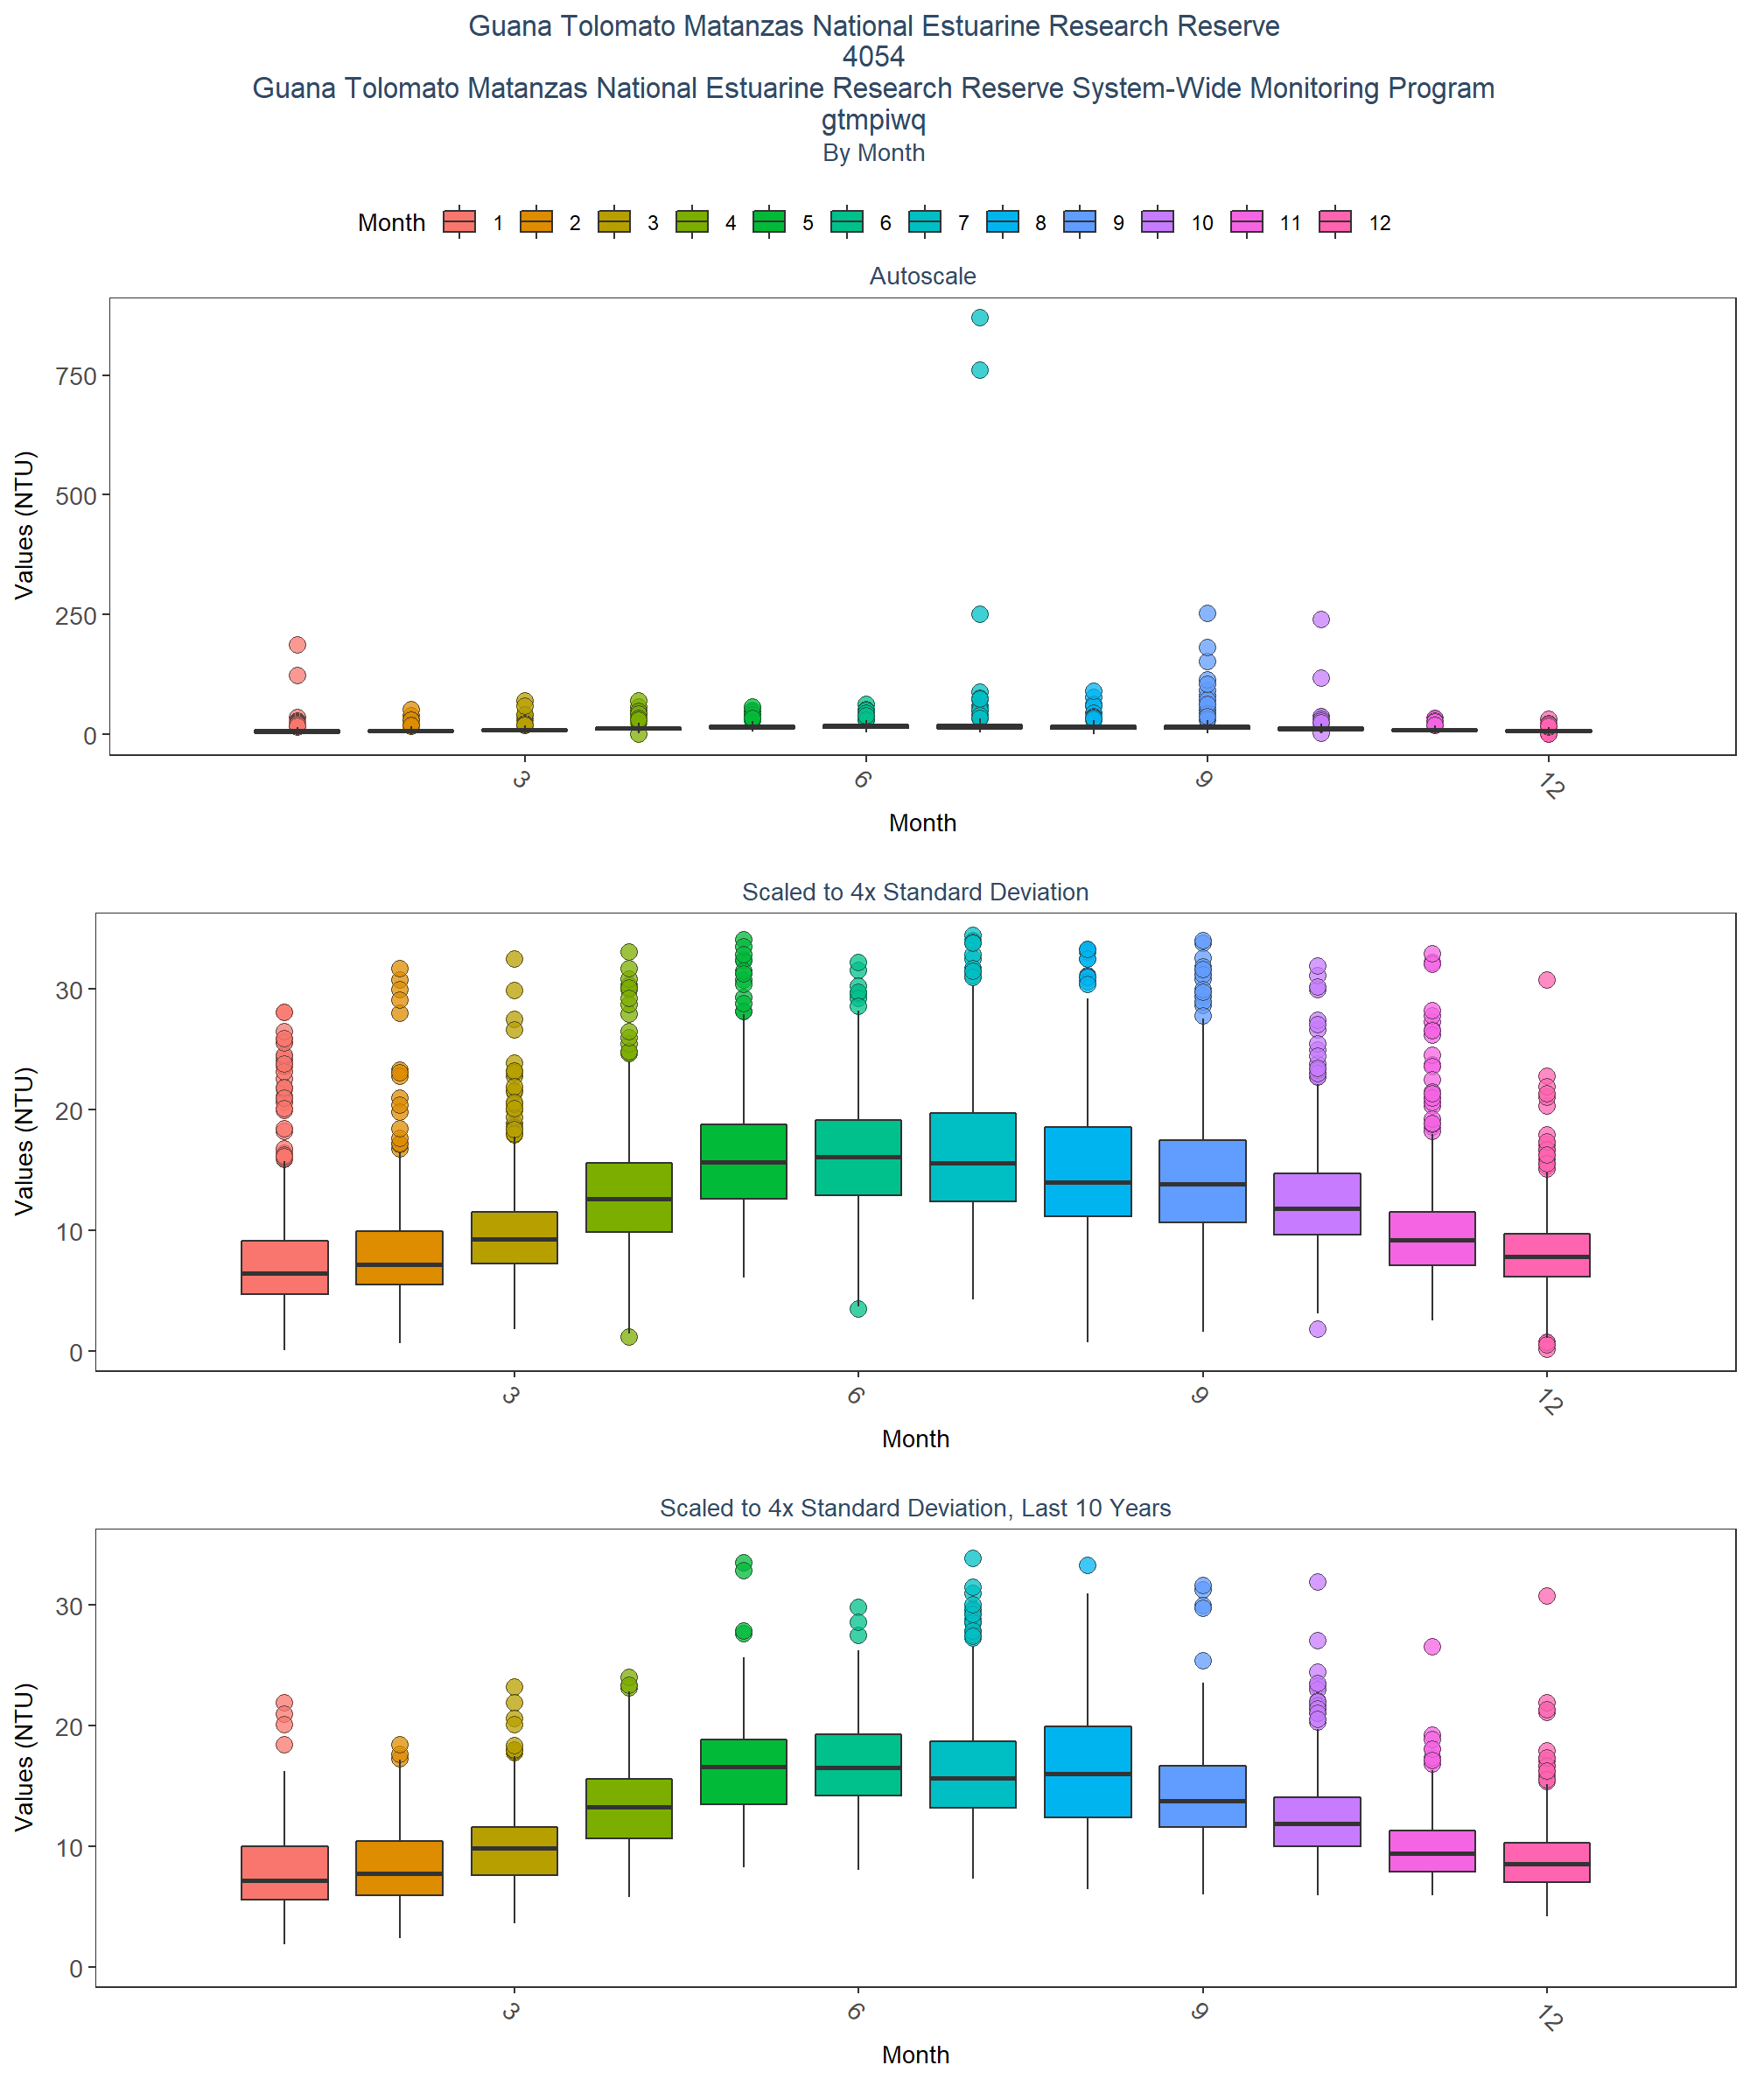 Guana Tolomato Matanzas National Estuarine Research Reserve
4054
Guana Tolomato Matanzas National Estuarine Research Reserve System-Wide Monitoring Program
gtmpiwq
By Month
Month 1 2 3 4 5 6 7 8 9 10 11 12
Autoscale
Values (NTU)
750
500
250
0
3 6 9 12
Month
Scaled to 4x Standard Deviation
Values (NTU)
30
20
10
0
3 6 9 12
Month
Scaled to 4x Standard Deviation, Last 10 Years
Values (NTU)
30
20
10
0
3 6 9 12
Month